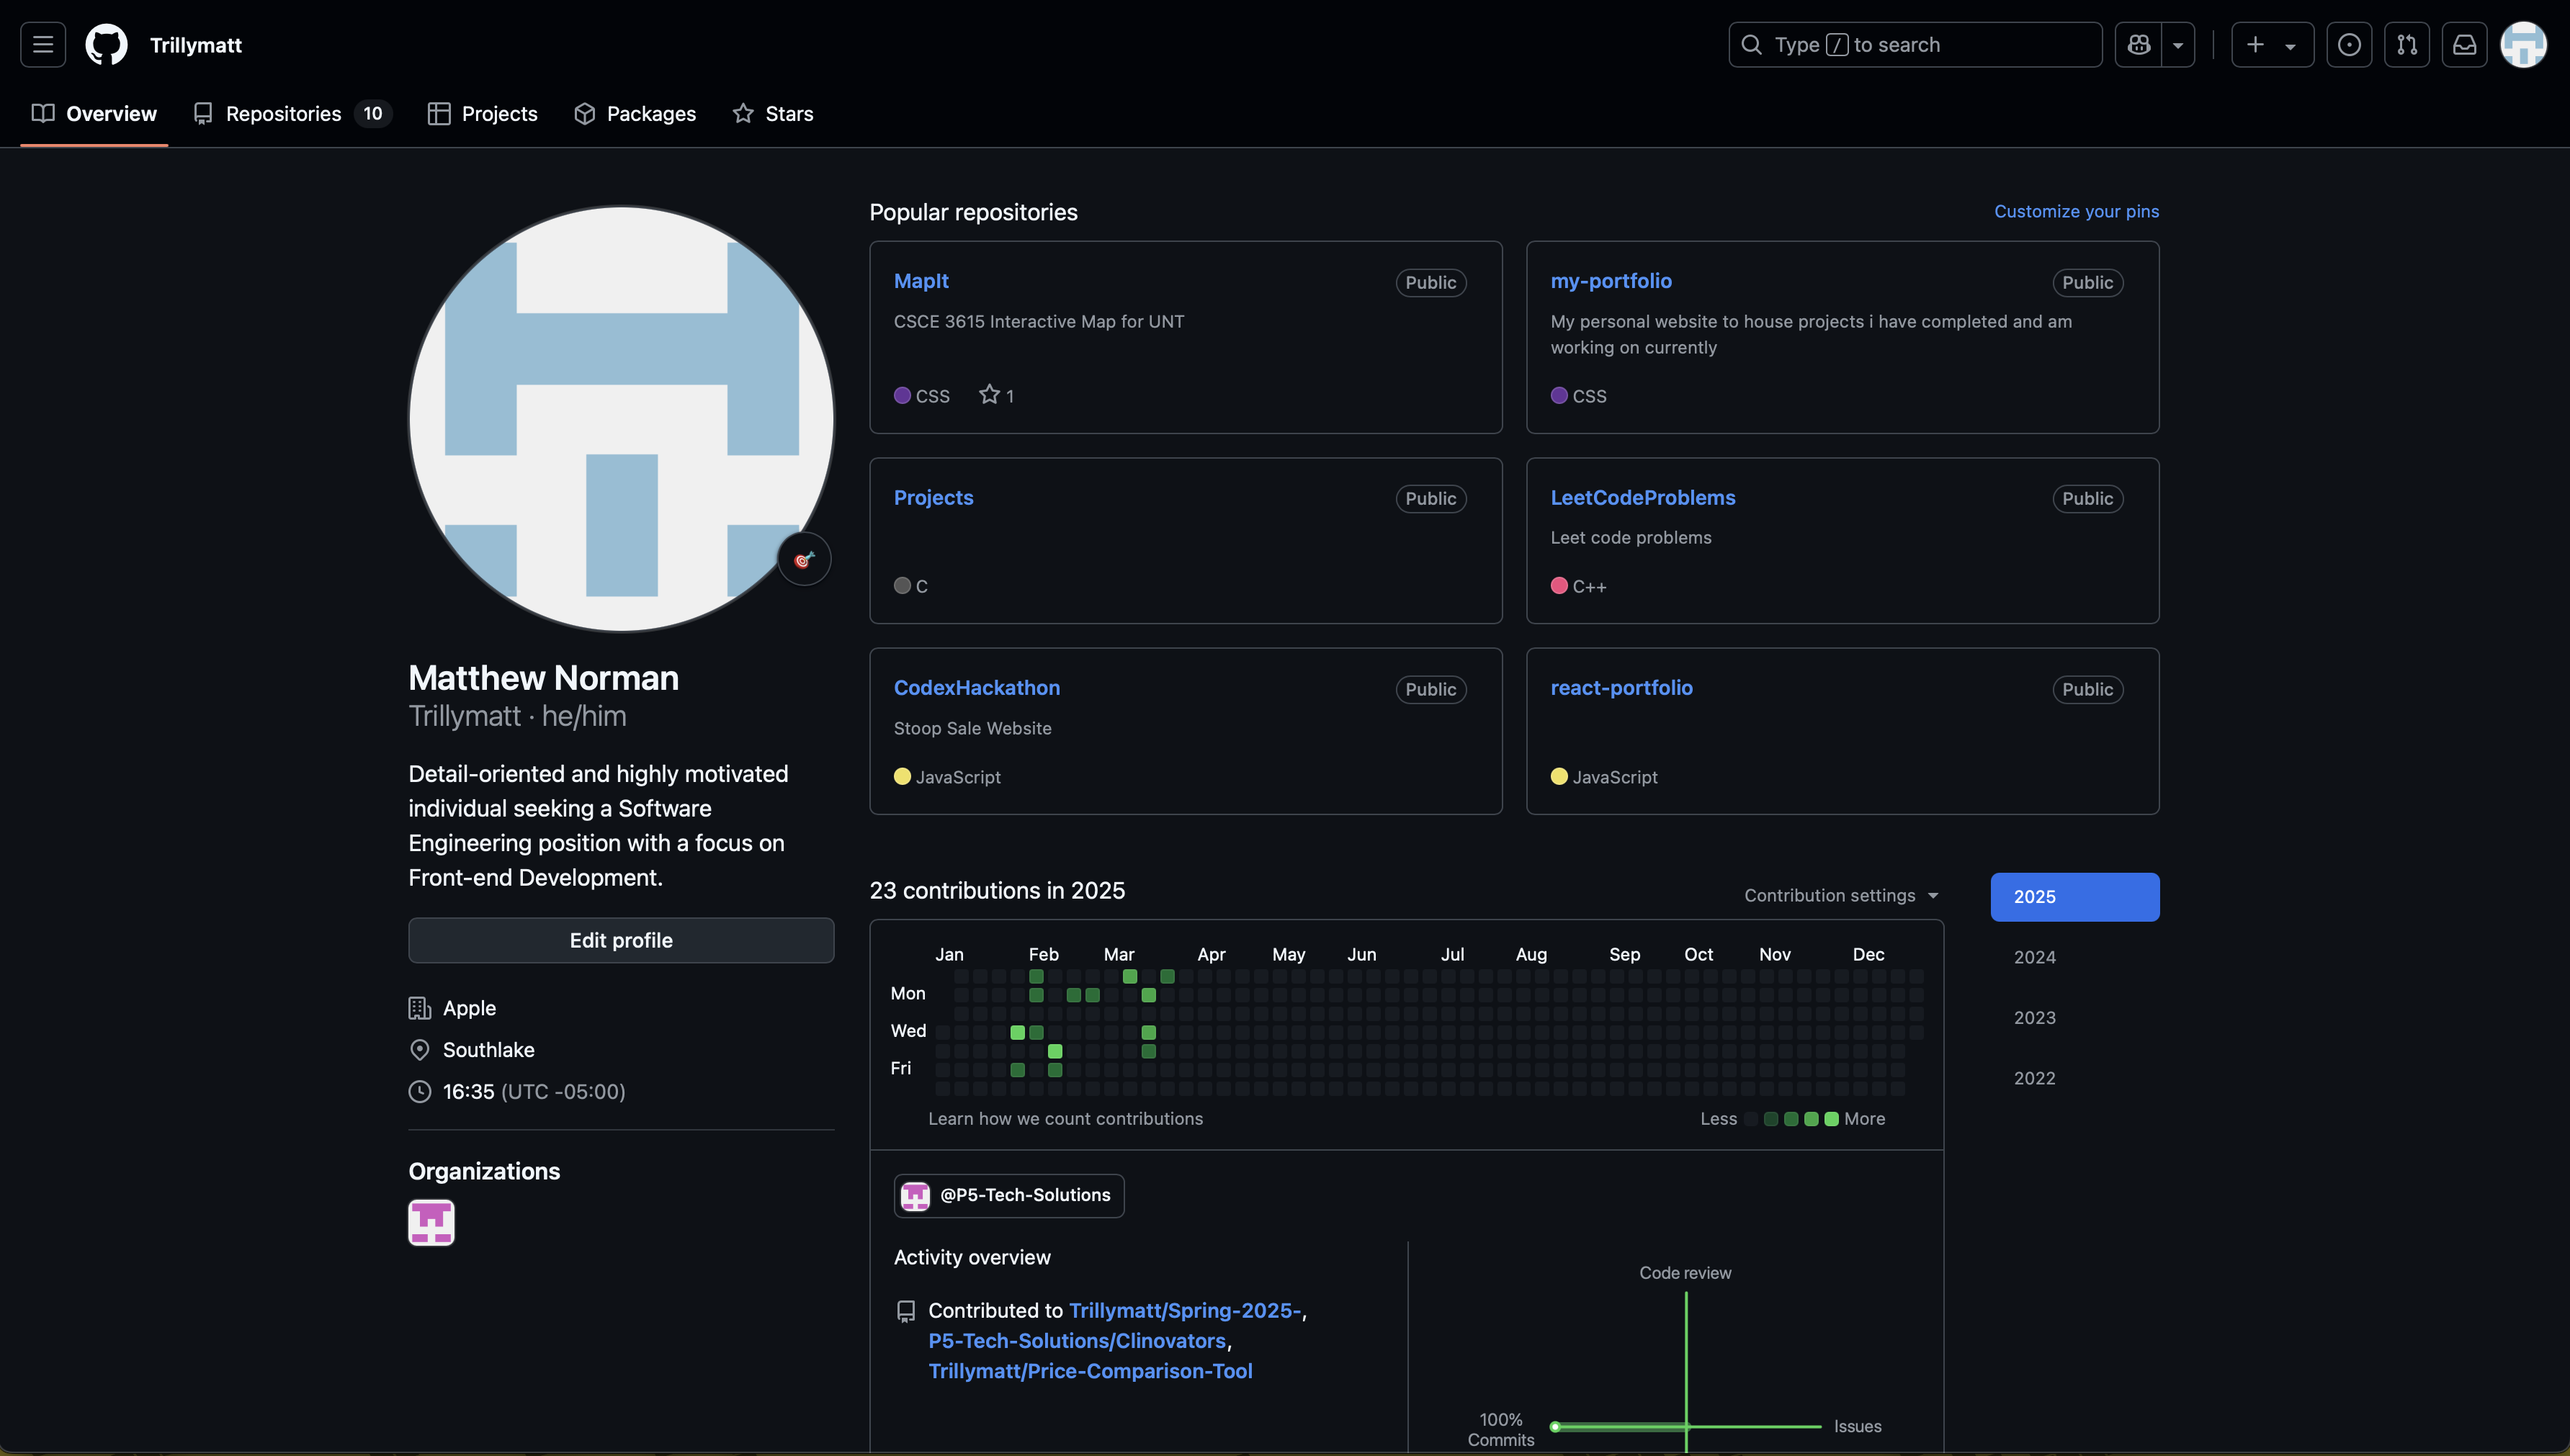 Trillymatt
Type / to search
Overview
Repositories 10
Projects
Packages
Stars
Popular repositories
Customize your pins
MapIt
Public
CSCE 3615 Interactive Map for UNT
CSS
1
my-portfolio
Public
My personal website to house projects i have completed and am
working on currently
CSS
Projects
Public
C
LeetCodeProblems
Public
Leet code problems
C++
CodexHackathon
Public
Stoop Sale Website
JavaScript
react-portfolio
Public
JavaScript
Matthew Norman
Trillymatt · he/him
Detail-oriented and highly motivated
individual seeking a Software
Engineering position with a focus on
Front-end Development.
Edit profile
Apple
Southlake
16:35 (UTC -05:00)
Organizations
23 contributions in 2025
Contribution settings
2025
2024
2023
2022
Jan Feb Mar Apr May Jun Jul Aug Sep Oct Nov Dec
Mon
Wed
Fri
Learn how we count contributions
Less More
@P5-Tech-Solutions
Activity overview
Contributed to Trillymatt/Spring-2025-,
P5-Tech-Solutions/Clinovators,
Trillymatt/Price-Comparison-Tool
Code review
100%
Commits
Issues